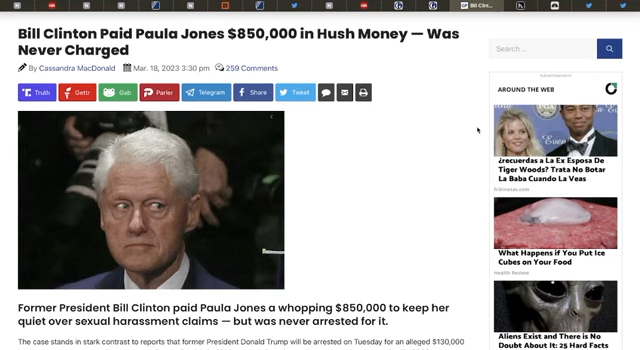 Bill Clint...
Bill Clinton Paid Paula Jones $850,000 in Hush Money — Was
Never Charged
By Cassandra MacDonald Mar. 18, 2023 3:30 pm 259 Comments
Truth
Gettr
Gab
Parler
Telegram
Share
Tweet
Former President Bill Clinton paid Paula Jones a whopping $850,000 to keep her
quiet over sexual harassment claims — but was never arrested for it.
The case stands in stark contrast to reports that former President Donald Trump will be arrested on Tuesday for an alleged $130,000
Search ...
Advertisement
AROUND THE WEB
¿recuerdas a La Ex Esposa De
Tiger Woods? Trata No Botar
La Baba Cuando La Veas
fribnotas.com
What Happens if You Put Ice
Cubes on Your Food
Health Review
Aliens Exist and There is No
Doubt About It: 25 Hard Facts